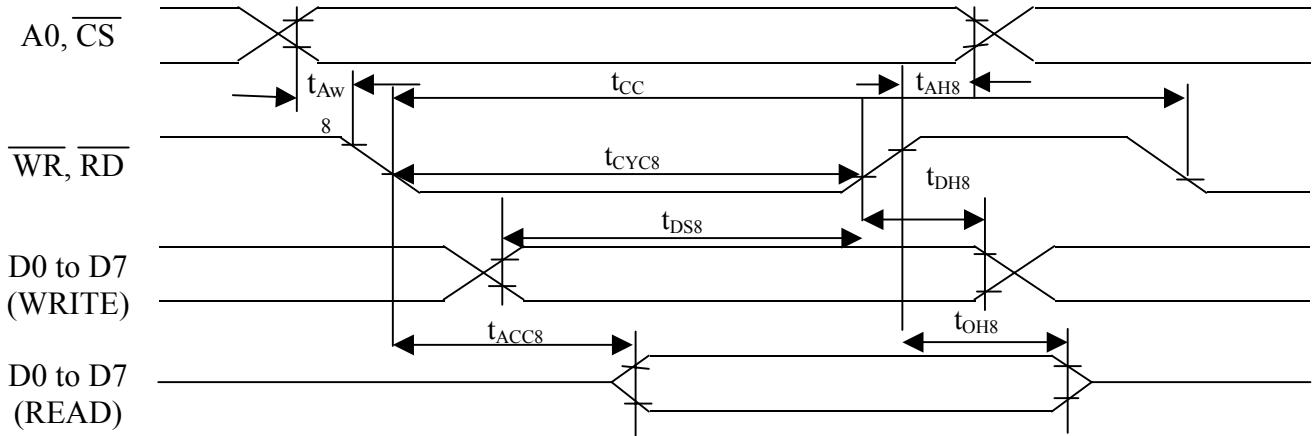 A0, CS
tAw
8
tCC
tAH8
WR, RD
tCYC8
tDH8
tDS8
D0 to D7
(WRITE)
tACC8
tOH8
D0 to D7
(READ)